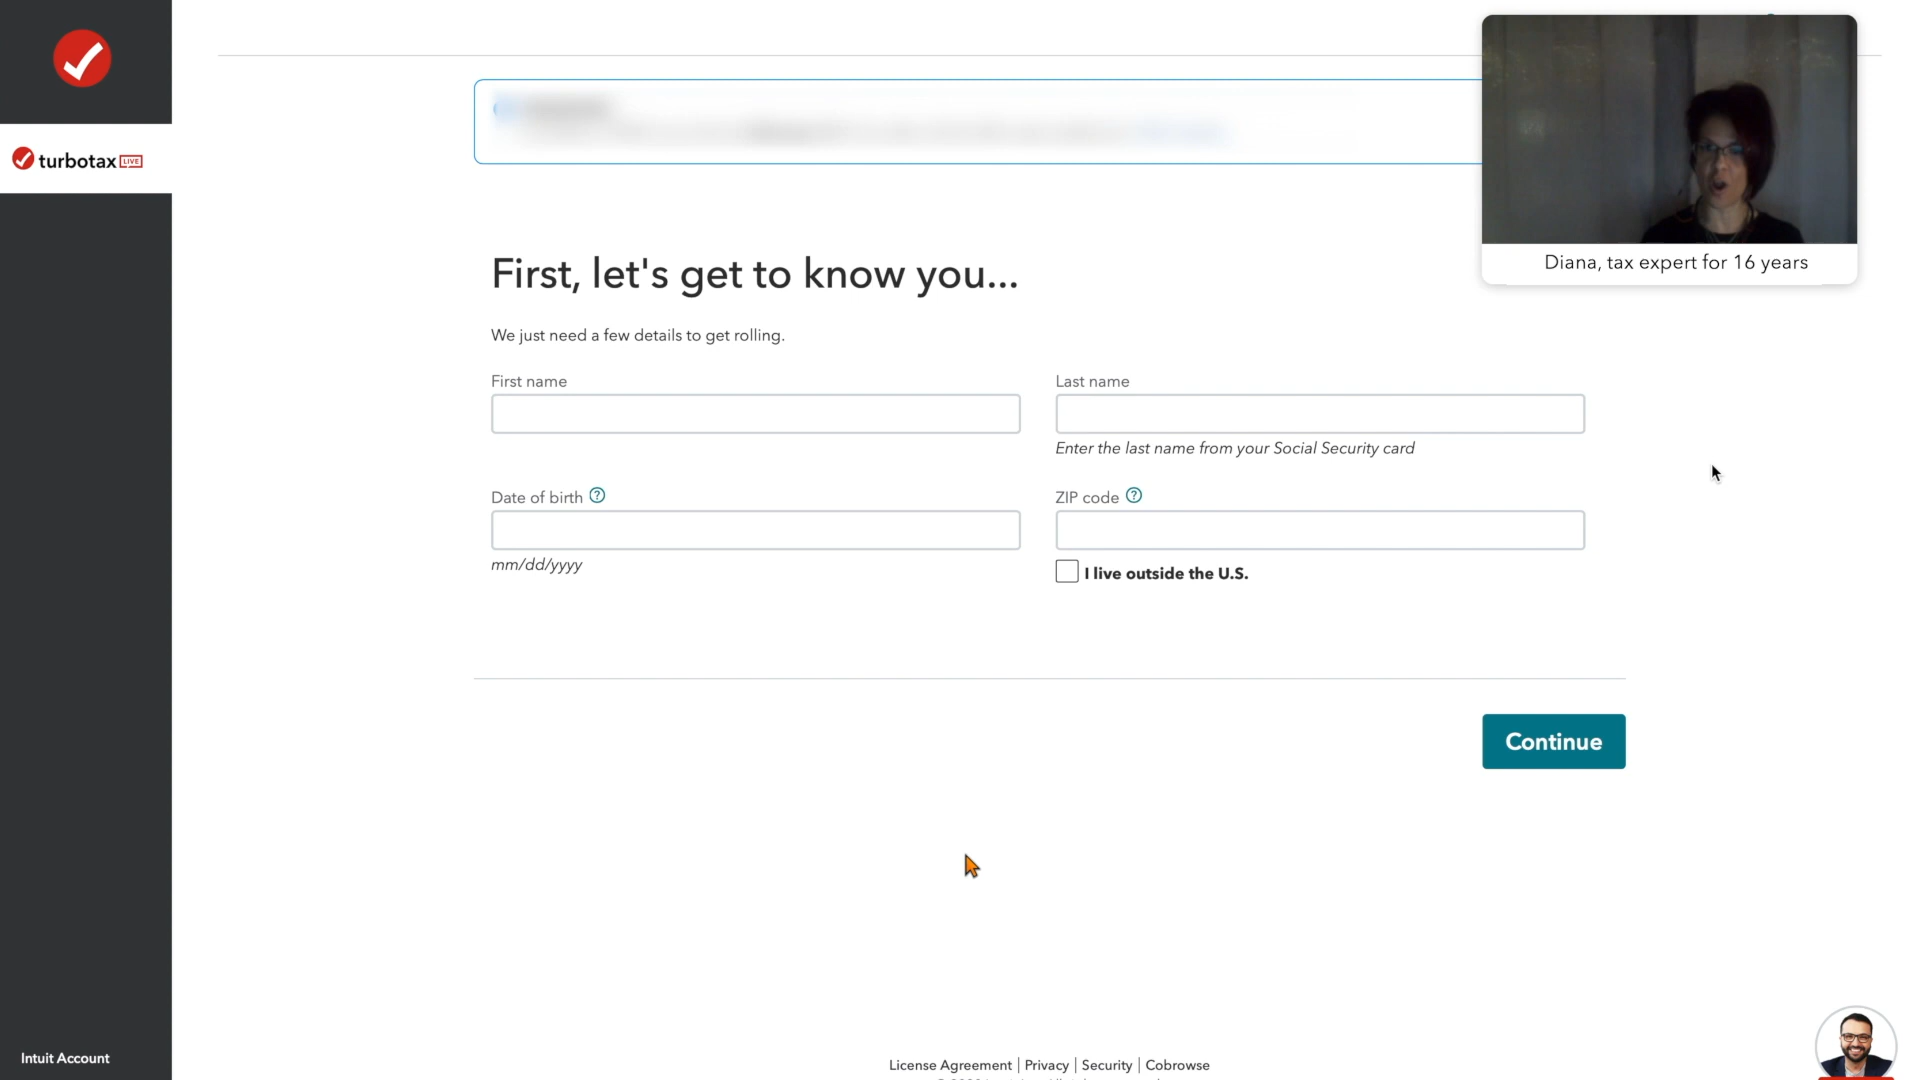 turbotax LIVE
Diana, tax expert for 16 years
First, let's get to know you...
We just need a few details to get rolling.
First name
Last name
Enter the last name from your Social Security card
Date of birth ?
ZIP code ?
mm/dd/yyyy
I live outside the U.S.
Continue
Intuit Account
License Agreement | Privacy | Security | Cobrowse